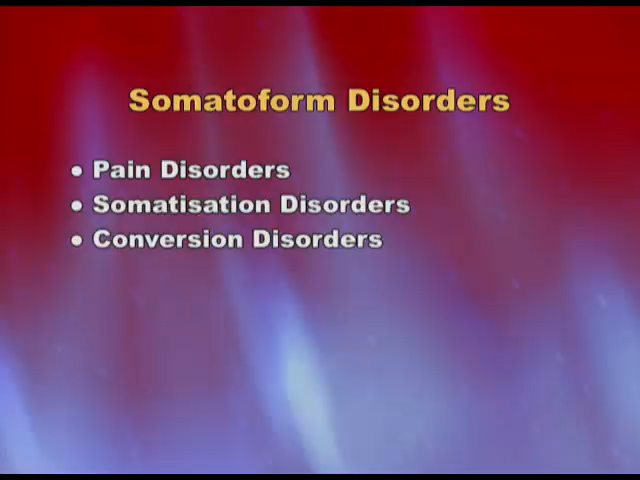 Somatoform Disorders
• Pain Disorders
• Somatisation Disorders
• Conversion Disorders